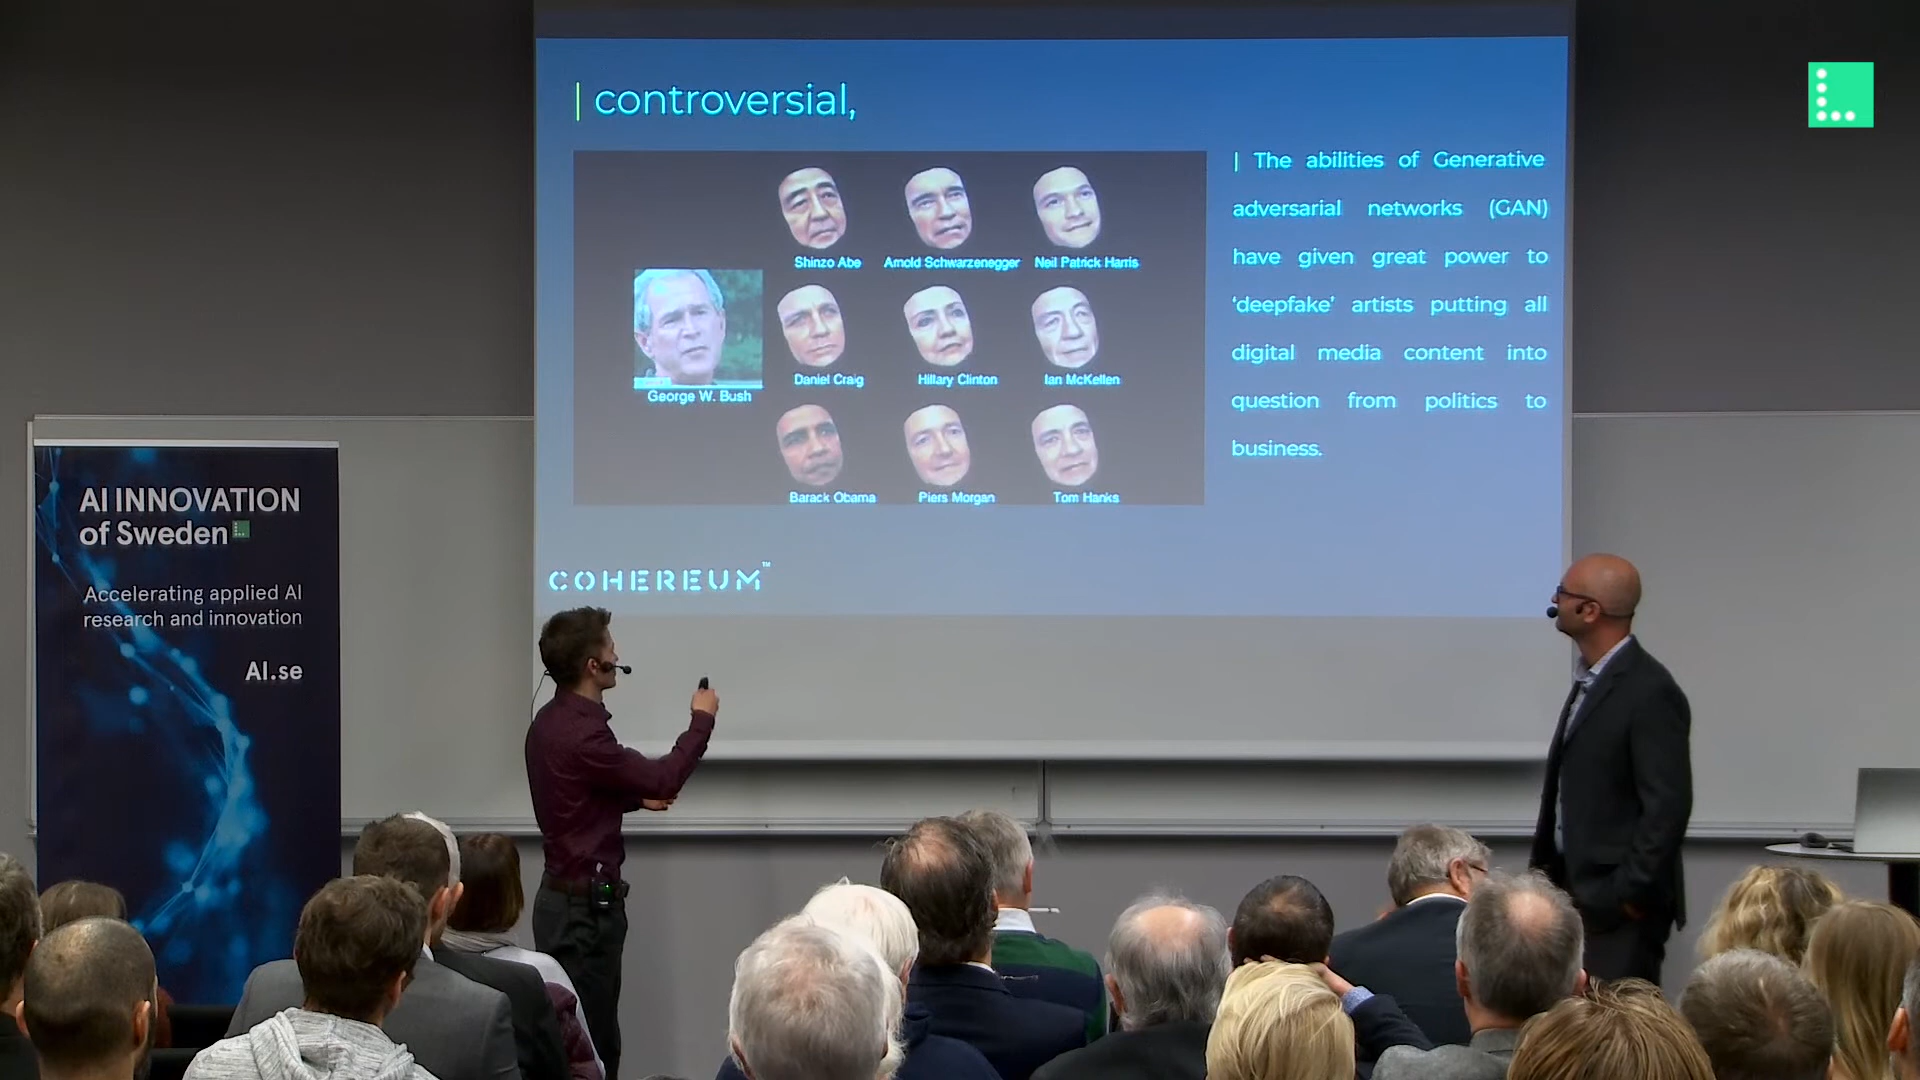 | controversial,
Shinzo Abe
Arnold Schwarzenegger
Neil Patrick Harris
George W. Bush
Daniel Craig
Hillary Clinton
Ian McKellen
Barack Obama
Piers Morgan
Tom Hanks
| The abilities of Generative
adversarial networks (GAN)
have given great power to
‘deepfake’ artists putting all
digital media content into
question from politics to
business.
COHEREUM™
AI INNOVATION
of Sweden
Accelerating applied AI
research and innovation
AI.se